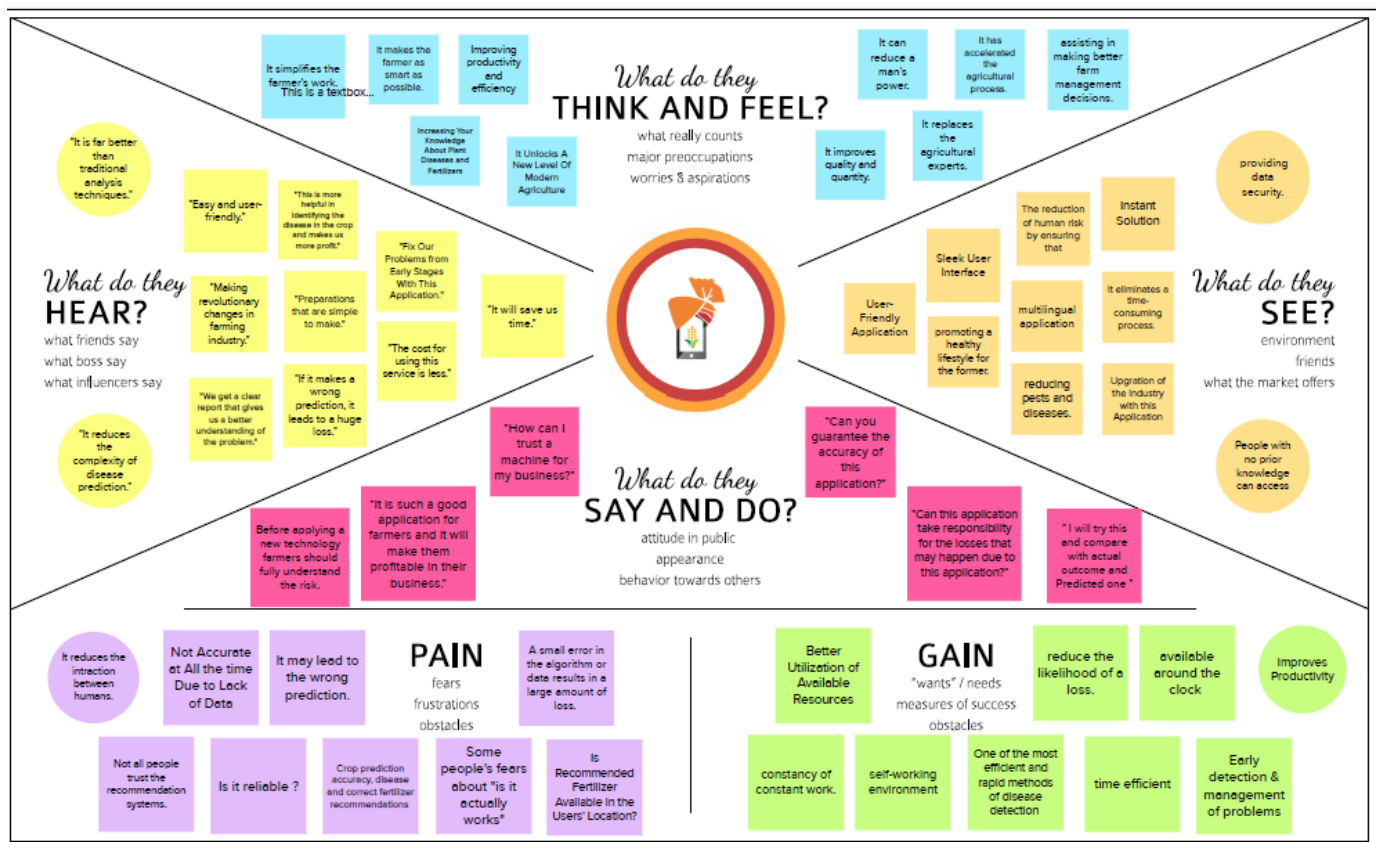 What do they
THINK AND FEEL?
what really counts
major preoccupations
worries & aspirations
It simplifies the
farmer's work.
This is a textbox...
It makes the
farmer as
smart as
possible.
Improving
productivity
and
efficiency
Increasing Your
Knowledge
About Plant
Diseases and
Fertilizers
It Unlocks A
New Level Of
Modern
Agriculture
It can
reduce a
man's
power.
It has
accelerated
the
agricultural
process.
assisting in
making better
farm
management
decisions.
It improves
quality and
quantity.
It replaces
the
agricultural
experts.
What do they
HEAR?
what friends say
what boss say
what influencers say
"It is far better
than
traditional
analysis
techniques."
"Easy and user-
friendly."
"This is more
helpful in
identifying the
disease in the crop
and makes us
more profit."
"Fix Our
Problems from
Early Stages
With This
Application."
"Making
revolutionary
changes in
farming
industry."
"Preparations
that are simple
to make."
"It will save us
time."
"The cost for
using this
service is less."
"We get a clear
report that gives
us a better
understanding of
the problem."
"If it makes a
wrong
prediction, it
leads to a huge
loss."
"It reduces
the
complexity of
disease
prediction."
What do they
SEE?
environment
friends
what the market offers
providing
data
security.
Instant
Solution
The reduction
of human risk
by ensuring
that
Sleek User
Interface
User-
Friendly
Application
multilingual
application
It eliminates a
time-
consuming
process.
promoting a
healthy
lifestyle for
the former.
reducing
pests and
diseases.
Upgration of
the Industry
with this
Application
People with
no prior
knowledge
can access
What do they
SAY AND DO?
attitude in public
appearance
behavior towards others
"How can I
trust a
machine for
my business?"
"It is such a good
application for
farmers and it will
make them
profitable in their
business."
Before applying a
new technology
farmers should
fully understand
the risk.
"Can you
guarantee the
accuracy of
this
application?"
"Can this application
take responsibility
for the losses that
may happen due to
this application?"
" I will try this
and compare
with actual
outcome and
Predicted one "
PAIN
fears
frustrations
obstacles
It reduces the
intraction
between
humans.
Not Accurate
at All the time
Due to Lack
of Data
It may lead to
the wrong
prediction.
A small error in
the algorithm or
data results in a
large amount of
loss.
Not all people
trust the
recommendation
systems.
Is it reliable ?
Crop prediction
accuracy, disease
and correct fertilizer
recommendations
Some
people's fears
about "is it
actually
works"
Is
Recommended
Fertilizer
Available in the
Users' Location?
GAIN
"wants" / needs
measures of success
obstacles
Better
Utilization of
Available
Resources
reduce the
likelihood of a
loss.
available
around the
clock
Improves
Productivity
constancy of
constant work.
self-working
environment
One of the most
efficient and
rapid methods
of disease
detection
time efficient
Early
detection &
management
of problems